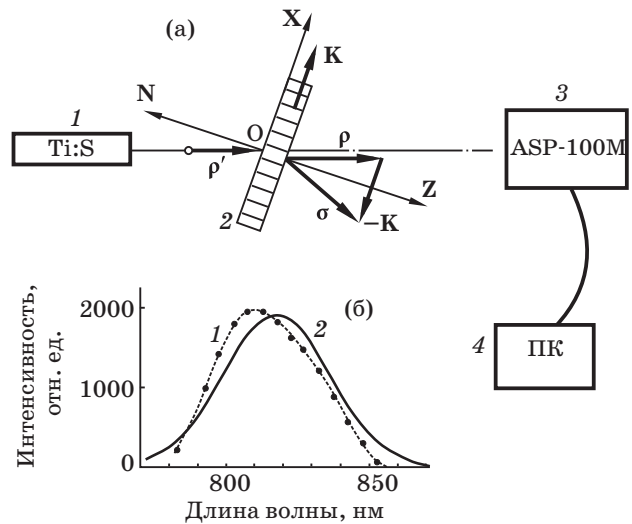 (а)
X
K
N
1
Ti:S
ρ′
O
ρ
3
ASP-100M
Z
σ
–K
2
4
ПК
(б)
Интенсивность,
отн. ед.
2000
1000
0
1
2
800
850
Длина волны, нм